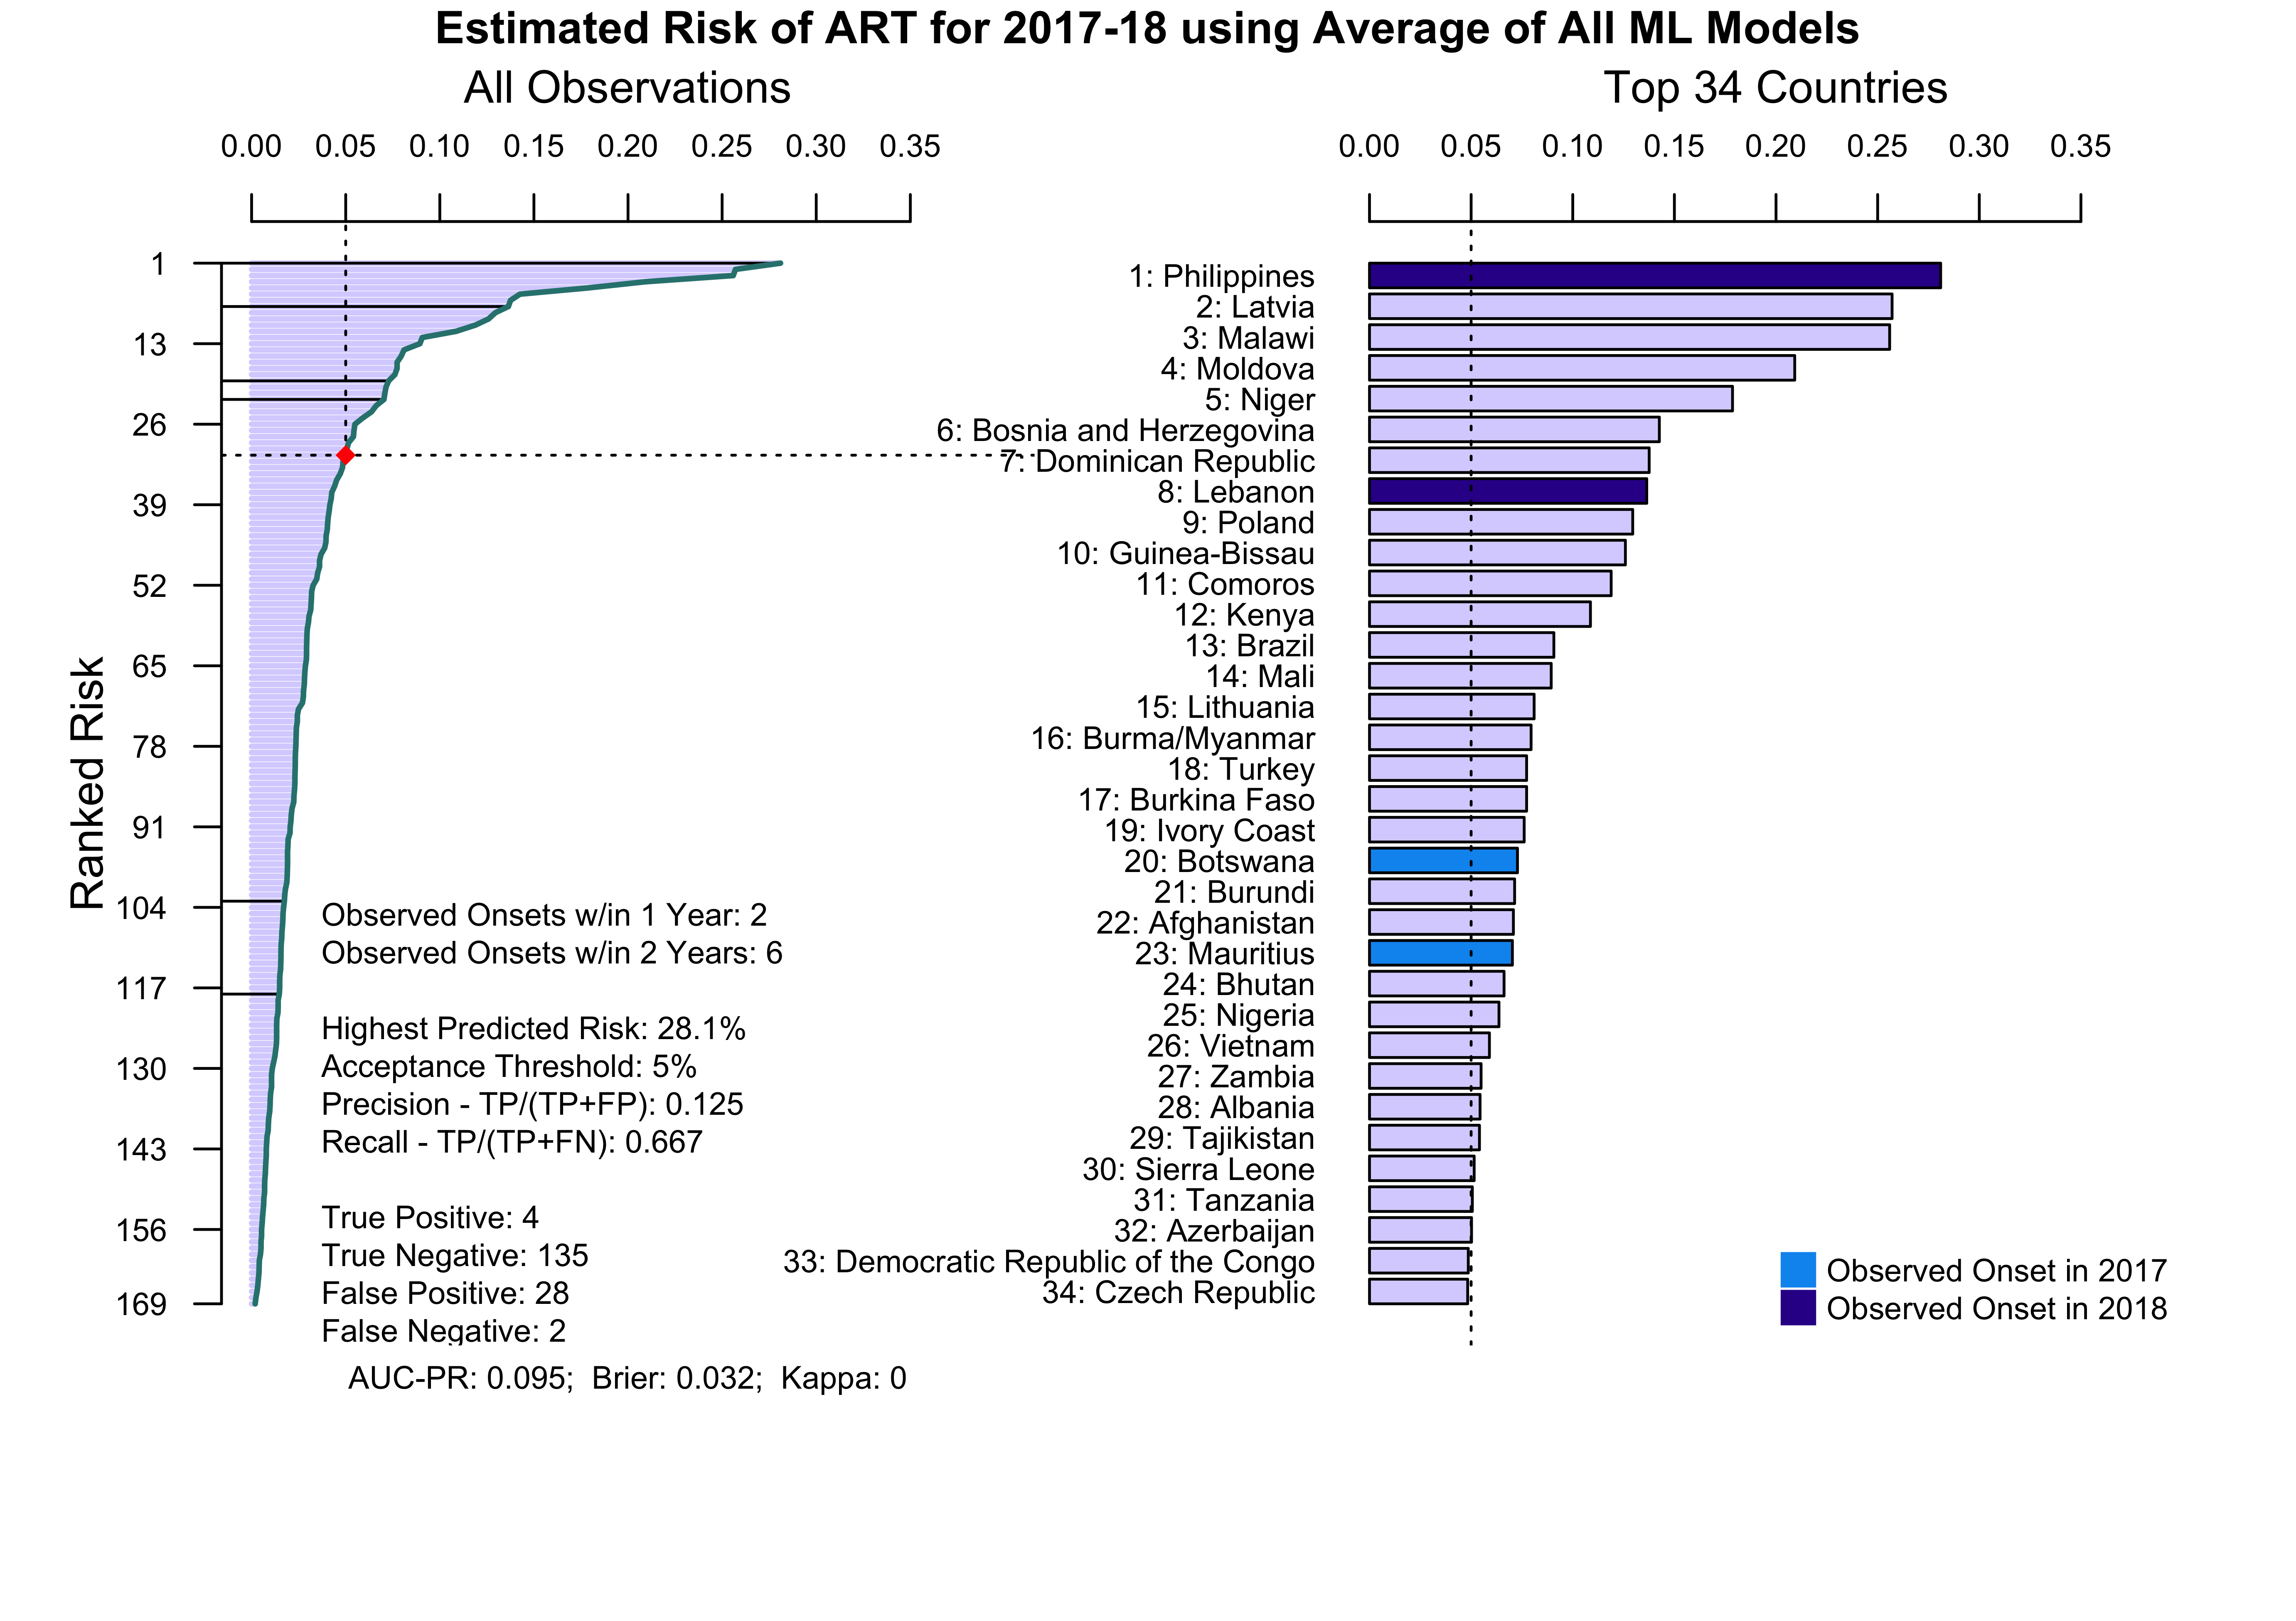 Estimated Risk of ART for 2017-18 using Average of All ML Models
All Observations
0.00 0.05 0.10 0.15 0.20 0.25 0.30 0.35
Ranked Risk
1
13
26
39
52
65
78
91
104
117
130
143
156
169
Observed Onsets w/in 1 Year: 2
Observed Onsets w/in 2 Years: 6
Highest Predicted Risk: 28.1%
Acceptance Threshold: 5%
Precision - TP/(TP+FP): 0.125
Recall - TP/(TP+FN): 0.667
True Positive: 4
True Negative: 135
False Positive: 28
False Negative: 2
AUC-PR: 0.095;  Brier: 0.032;  Kappa: 0
Top 34 Countries
0.00 0.05 0.10 0.15 0.20 0.25 0.30 0.35
1: Philippines
2: Latvia
3: Malawi
4: Moldova
5: Niger
6: Bosnia and Herzegovina
7: Dominican Republic
8: Lebanon
9: Poland
10: Guinea-Bissau
11: Comoros
12: Kenya
13: Brazil
14: Mali
15: Lithuania
16: Burma/Myanmar
18: Turkey
17: Burkina Faso
19: Ivory Coast
20: Botswana
21: Burundi
22: Afghanistan
23: Mauritius
24: Bhutan
25: Nigeria
26: Vietnam
27: Zambia
28: Albania
29: Tajikistan
30: Sierra Leone
31: Tanzania
32: Azerbaijan
33: Democratic Republic of the Congo
34: Czech Republic
Observed Onset in 2017
Observed Onset in 2018